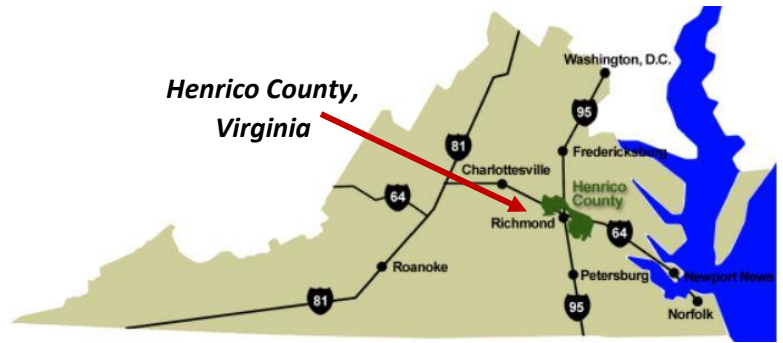 Washington, D.C.
Henrico County,
Virginia
95
81
Fredericksburg
Charlottesville
64
Henrico
County
Richmond
64
Roanoke
Petersburg
Newport News
81
95
Norfolk